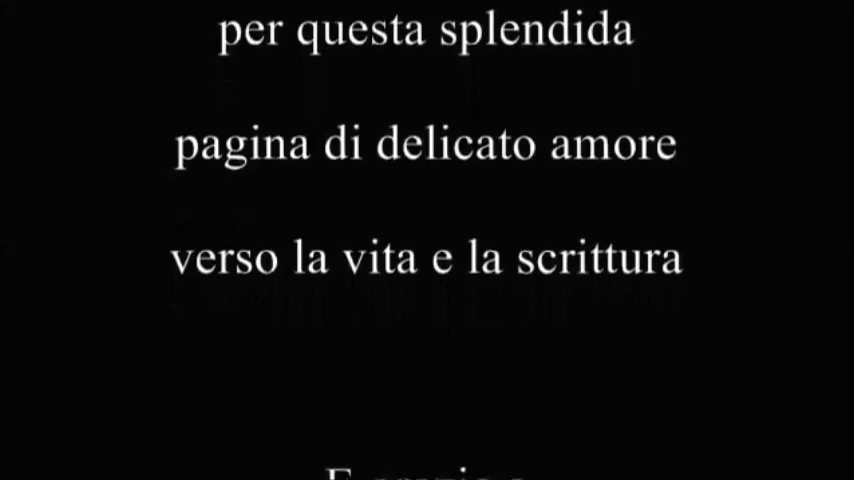 per questa splendida
pagina di delicato amore
verso la vita e la scrittura